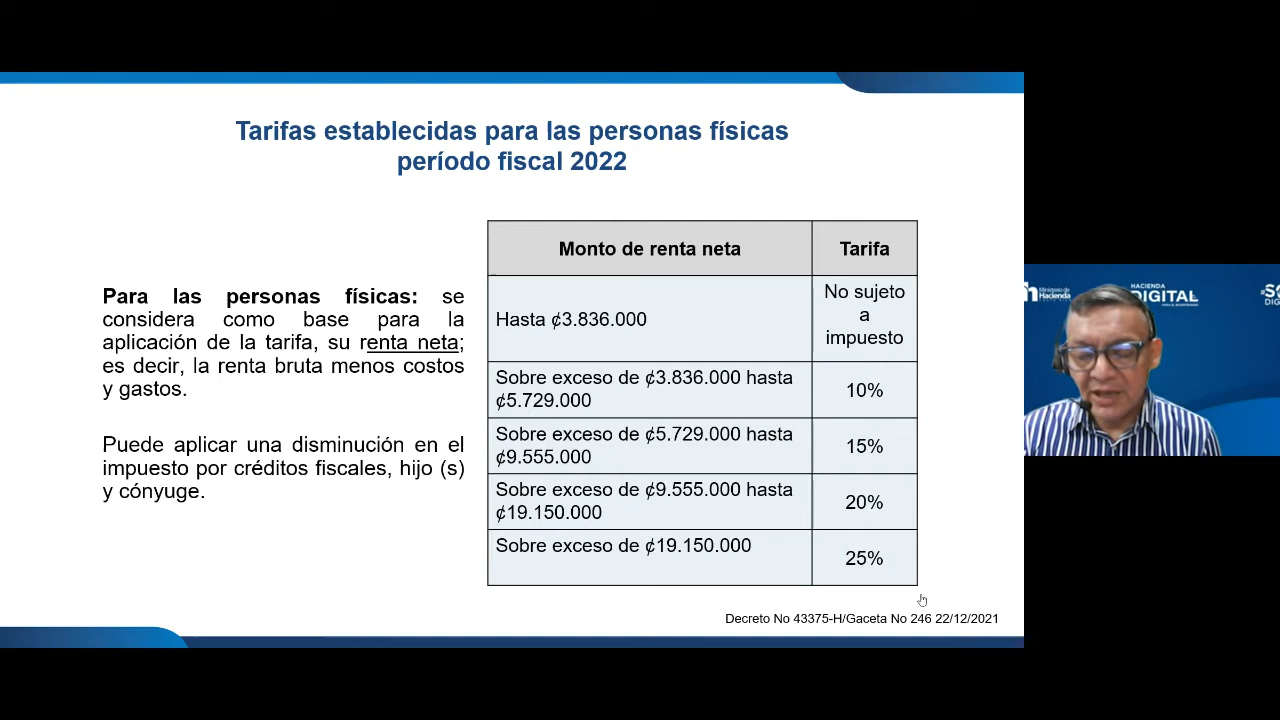 Tarifas establecidas para las personas físicas
período fiscal 2022
Para las personas físicas: se
considera como base para la
aplicación de la tarifa, su renta neta;
es decir, la renta bruta menos costos
y gastos.
Puede aplicar una disminución en el
impuesto por créditos fiscales, hijo (s)
y cónyuge.
Monto de renta neta
Tarifa
Hasta ¢3.836.000
No sujeto
a
impuesto
Sobre exceso de ¢3.836.000 hasta
¢5.729.000
10%
Sobre exceso de ¢5.729.000 hasta
¢9.555.000
15%
Sobre exceso de ¢9.555.000 hasta
¢19.150.000
20%
Sobre exceso de ¢19.150.000
25%
Decreto No 43375-H/Gaceta No 246 22/12/2021
Ministerio de
Hacienda
HACIENDA
DIGITAL